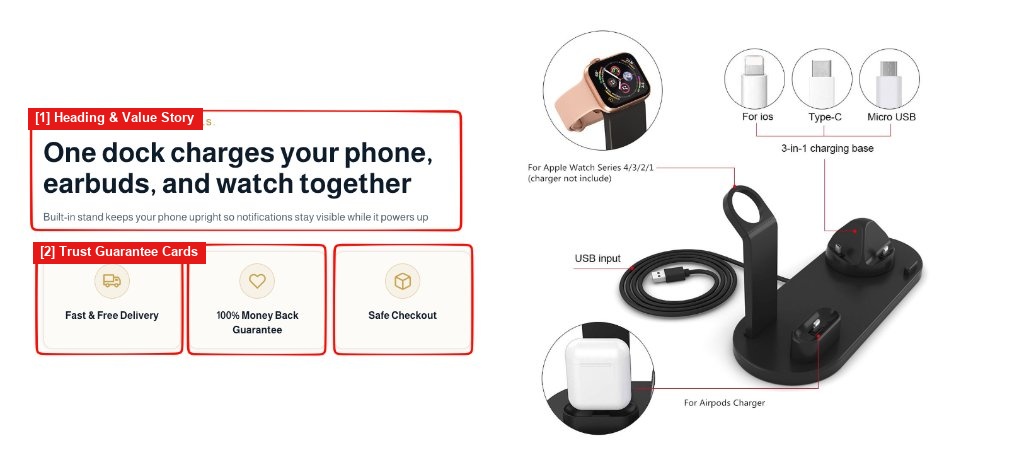 [1] Heading & Value Story
One dock charges your phone,
earbuds, and watch together
Built-in stand keeps your phone upright so notifications stay visible while it powers up
[2] Trust Guarantee Cards
Fast & Free Delivery
100% Money Back
Guarantee
Safe Checkout
For ios
Type-C
Micro USB
3-in-1 charging base
For Apple Watch Series 4/3/2/1
(charger not include)
USB input
For Airpods Charger